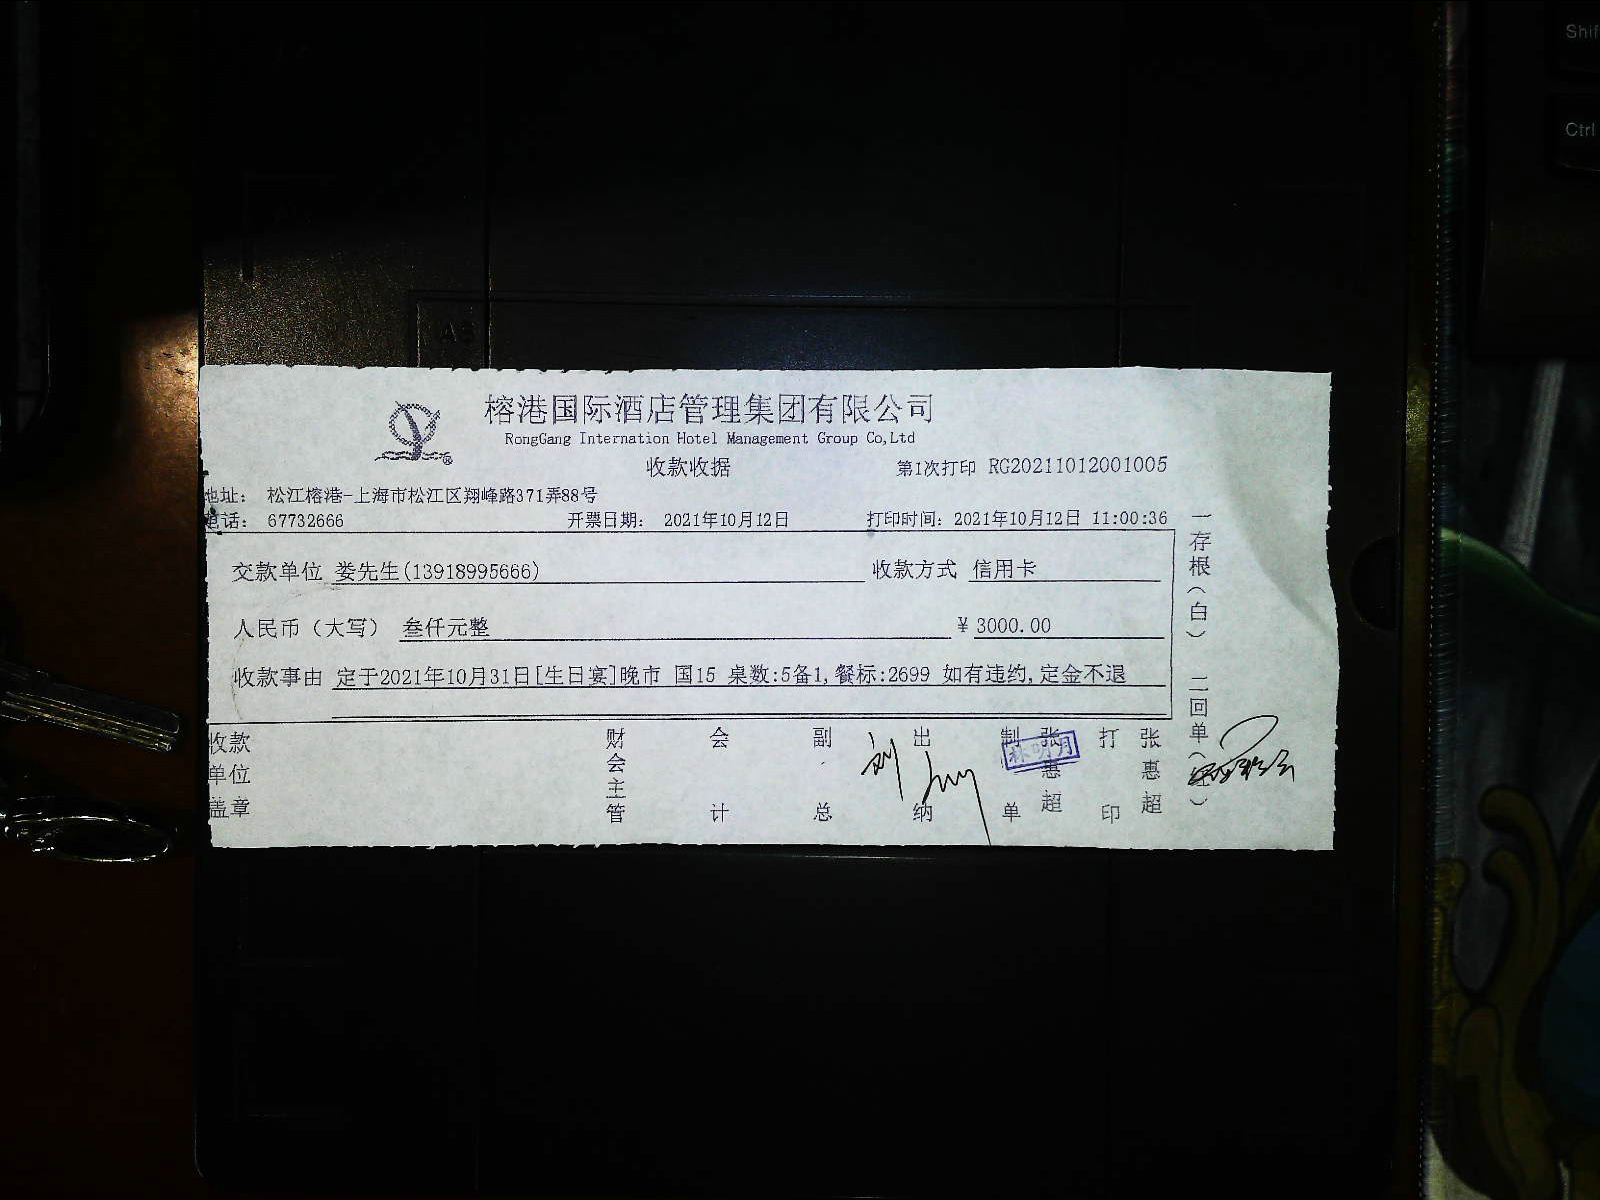 Shif
Ctrl
A5
榕港国际酒店管理集团有限公司
RongGang Internation Hotel Management Group Co,Ltd
®
收款收据
第1次打印 RG20211012001005
地址: 松江榕港-上海市松江区翔峰路371弄88号
电话: 67732666 开票日期: 2021年10月12日 打印时间: 2021年10月12日 11:00:36
交款单位 娄先生(13918995666) 收款方式 信用卡
人民币（大写） 叁仟元整 ¥ 3000.00
收款事由 定于2021年10月31日[生日宴]晚市 国15 桌数:5备1,餐标:2699 如有违约,定金不退
收款单位盖章
财会主管
会计
副总
出纳
刘
制单
张惠超
林明月
打印
张惠超
一存根（白） 二回单